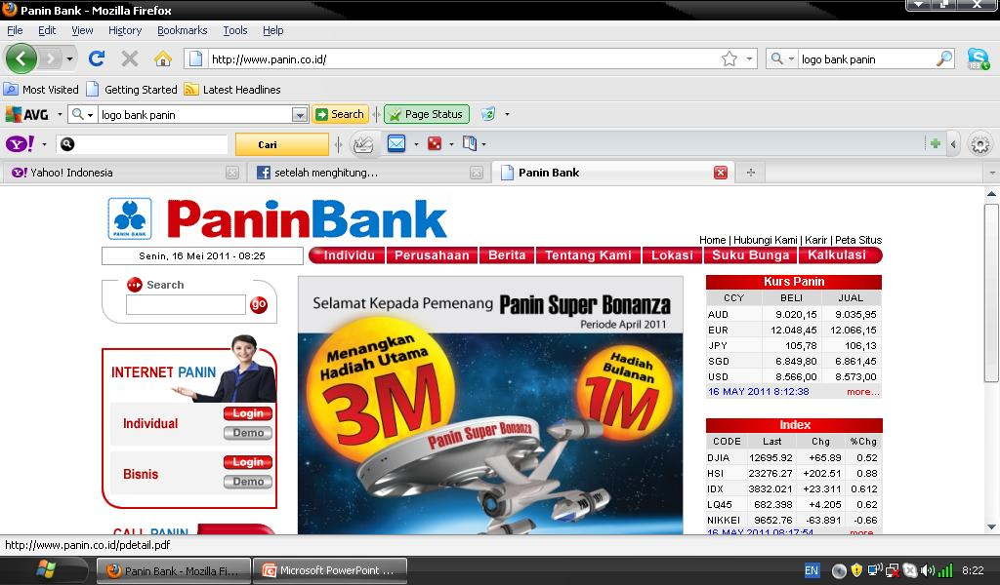 Panin Bank - Mozilla Firefox
File Edit View History Bookmarks Tools Help
http://www.panin.co.id/
logo bank panin
Most Visited Getting Started Latest Headlines
AVG logo bank panin Search Page Status
Y! Cari
Y! Yahoo! Indonesia setelah menghitung... Panin Bank
PANIN BANK
PaninBank
Home | Hubungi Kami | Karir | Peta Situs
Senin, 16 Mei 2011 - 08:25
Individu Perusahaan Berita Tentang Kami Lokasi Suku Bunga Kalkulasi
Search
go
INTERNET PANIN
Individual
Login
Demo
Bisnis
Login
Demo
CALL PANIN
Selamat Kepada Pemenang Panin Super Bonanza
Periode April 2011
Menangkan
Hadiah Utama
3M
Hadiah
Bulanan
1M
Panin Super Bonanza
Kurs Panin
CCY BELI JUAL
AUD 9.020,15 9.035,95
EUR 12.048,45 12.066,15
JPY 105,78 106,13
SGD 6.849,80 6.861,45
USD 8.566,00 8.573,00
16 MAY 2011 8:12:38 more...
Index
CODE Last Chg %Chg
DJIA 12695.92 +65.89 0.52
HSI 23276.27 +202.51 0.88
IDX 3832.021 +23.311 0.612
LQ45 682.398 +4.205 0.62
NIKKEI 9652.76 -63.891 -0.66
16 MAY 2011 08:17:54 more...
http://www.panin.co.id/pdetail.pdf
Panin Bank - Mozilla Fi... Microsoft PowerPoint ...
EN 8:22